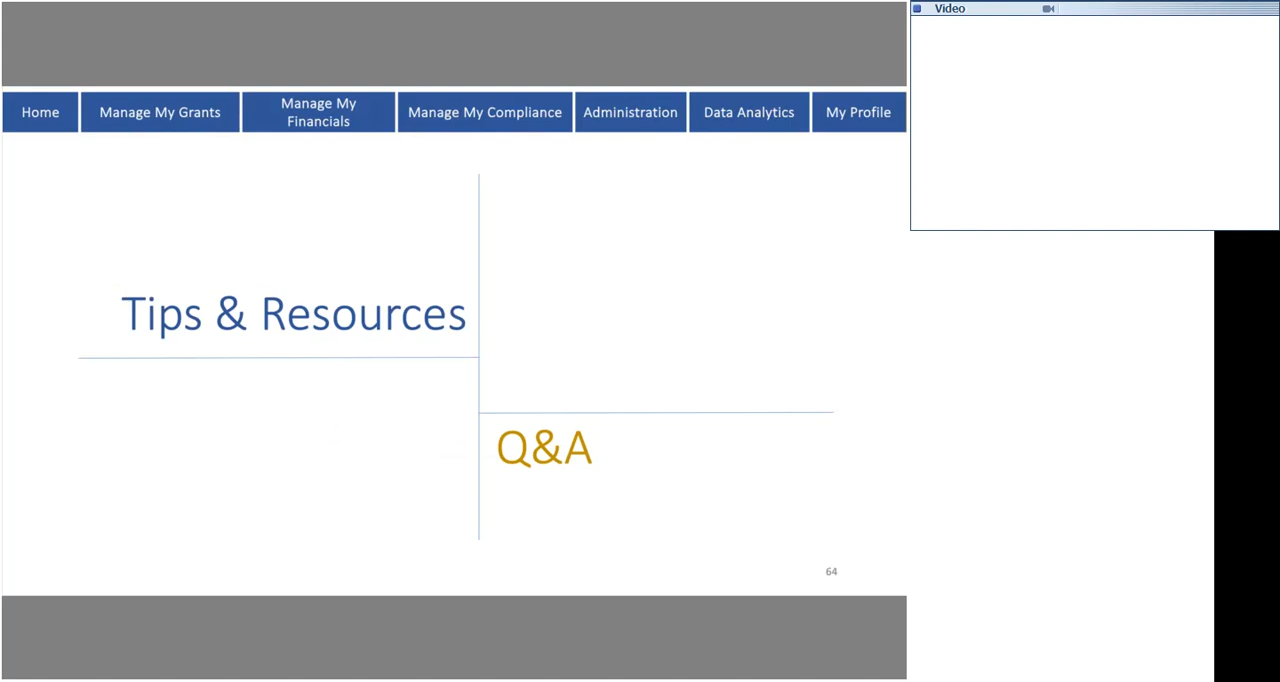 Video
Home
Manage My Grants
Manage My
Financials
Manage My Compliance
Administration
Data Analytics
My Profile
Tips & Resources
Q&A
64